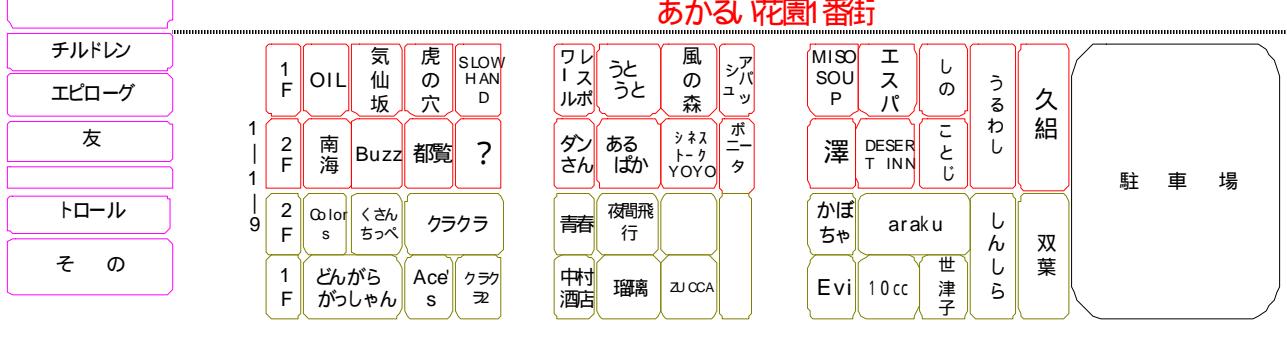 あかるい花園1番街
チルドレン
エピローグ
友
トロール
その
1|1|9
1F
OIL
気仙坂
虎の穴
SLOW
HAN
D
2F
南海
Buzz
都覧
?
2F
Color
s
くさん
ちっぺ
クラクラ
1F
どんがら
がっしゃん
Ace'
s
クラク
ラ2
ワールド
レスポ
うと
うと
風の森
アパッシュ
ダン
さん
ある
ぱか
シネス
トーク
YOYO
ボニータ
青春
夜間飛
行
中村
酒店
瑠璃
ZUCCA
MISO
SOU
P
エスパ
しの
うるわし
久絽
澤
DESER
T INN
ことじ
かぼ
ちゃ
araku
しんしら
双葉
Evi
10cc
世津子
駐車場